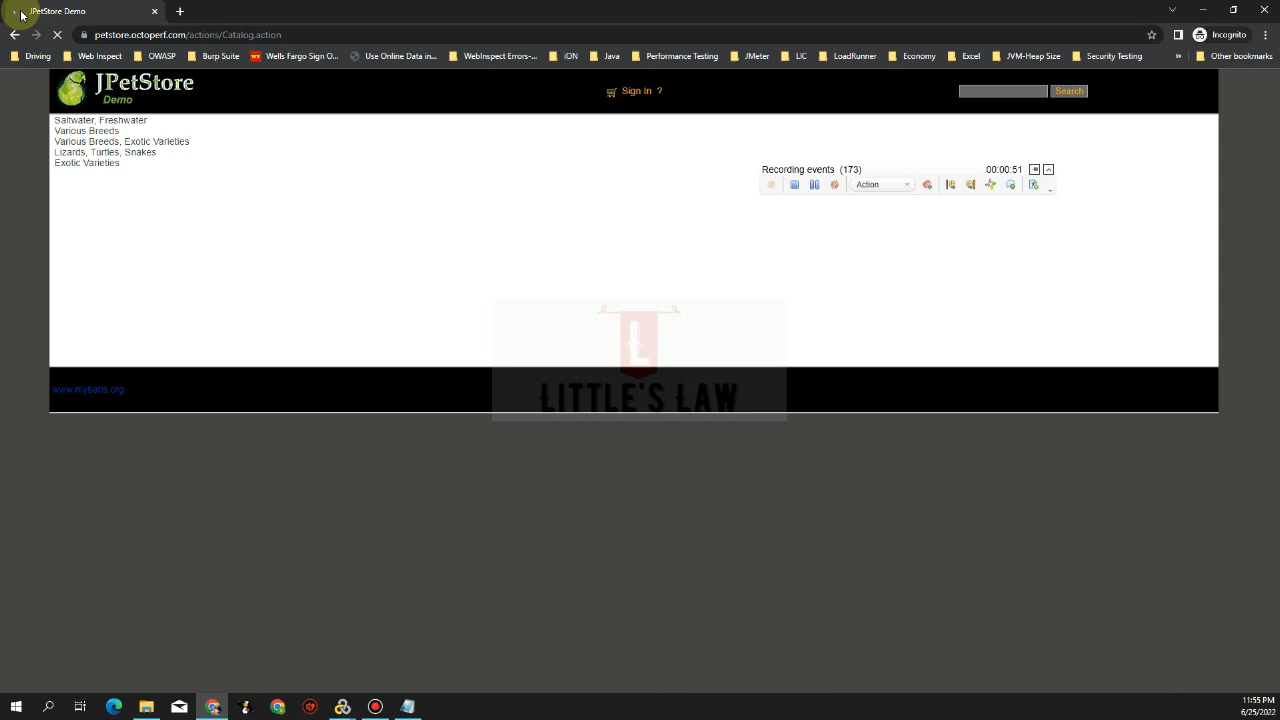 JPetStore Demo
petstore.octoperf.com/actions/Catalog.action
Incognito
Driving Web Inspect OWASP Burp Suite Wells Fargo Sign O... Use Online Data in... WebInspect Errors-... iON Java Performance Testing JMeter LIC LoadRunner Economy Excel JVM-Heap Size Security Testing » Other bookmarks
JPetStore
Demo
Sign In ?
Search
Saltwater, Freshwater
Various Breeds
Various Breeds, Exotic Varieties
Lizards, Turtles, Snakes
Exotic Varieties
Recording events (173) 00:00:51
Action
L
LITTLE'S LAW
www.mybatis.org
11:55 PM
6/25/2022